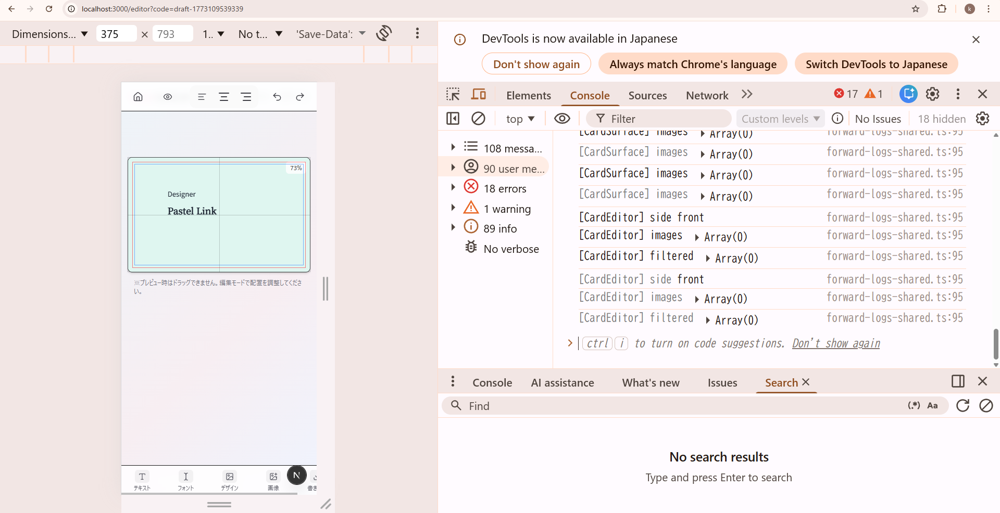 localhost:3000/editor?code=draft-1773109539339
k
Dimensions... 375 × 793 1.. No t... 'Save-Data':
73%
Designer
Pastel Link
※プレビュー時はドラッグできません。編集モードで配置を調整してくださ
い。
テキスト フォント デザイン 画像
N
DevTools is now available in Japanese
Don't show again Always match Chrome's language Switch DevTools to Japanese
Elements Console Sources Network 17 1
top Filter Custom levels No Issues 18 hidden
108 messa...
90 user me...
18 errors
1 warning
89 info
No verbose
[CardSurface] images Array(0) forward-logs-shared.ts:95
[CardSurface] images Array(0) forward-logs-shared.ts:95
[CardSurface] images Array(0) forward-logs-shared.ts:95
[CardSurface] images Array(0) forward-logs-shared.ts:95
[CardEditor] side front forward-logs-shared.ts:95
[CardEditor] images Array(0) forward-logs-shared.ts:95
[CardEditor] filtered Array(0) forward-logs-shared.ts:95
[CardEditor] side front forward-logs-shared.ts:95
[CardEditor] images Array(0) forward-logs-shared.ts:95
[CardEditor] filtered Array(0) forward-logs-shared.ts:95
ctrl i to turn on code suggestions. Don't show again
Console AI assistance What's new Issues Search
Find (.*) Aa
No search results
Type and press Enter to search